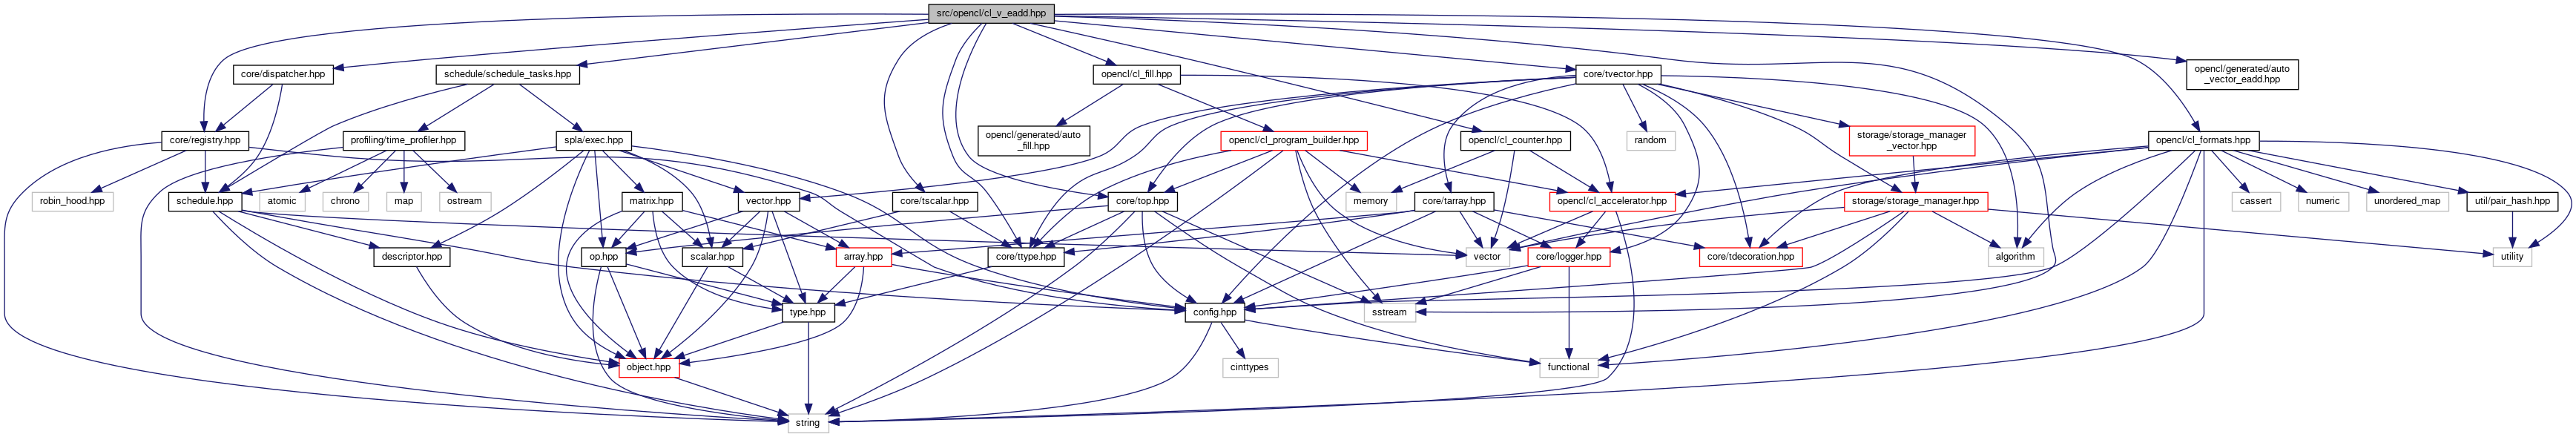 src/opencl/cl_v_eadd.hpp
core/dispatcher.hpp
schedule/schedule_tasks.hpp
opencl/cl_fill.hpp
core/tvector.hpp
opencl/generated/auto
_vector_eadd.hpp
core/registry.hpp
profiling/time_profiler.hpp
spla/exec.hpp
opencl/generated/auto
_fill.hpp
opencl/cl_program_builder.hpp
opencl/cl_counter.hpp
random
storage/storage_manager
_vector.hpp
opencl/cl_formats.hpp
robin_hood.hpp
schedule.hpp
atomic
chrono
map
ostream
matrix.hpp
vector.hpp
core/tscalar.hpp
core/top.hpp
memory
core/tarray.hpp
opencl/cl_accelerator.hpp
storage/storage_manager.hpp
cassert
numeric
unordered_map
util/pair_hash.hpp
descriptor.hpp
op.hpp
scalar.hpp
array.hpp
core/ttype.hpp
vector
core/logger.hpp
core/tdecoration.hpp
algorithm
utility
type.hpp
config.hpp
sstream
object.hpp
cinttypes
functional
string